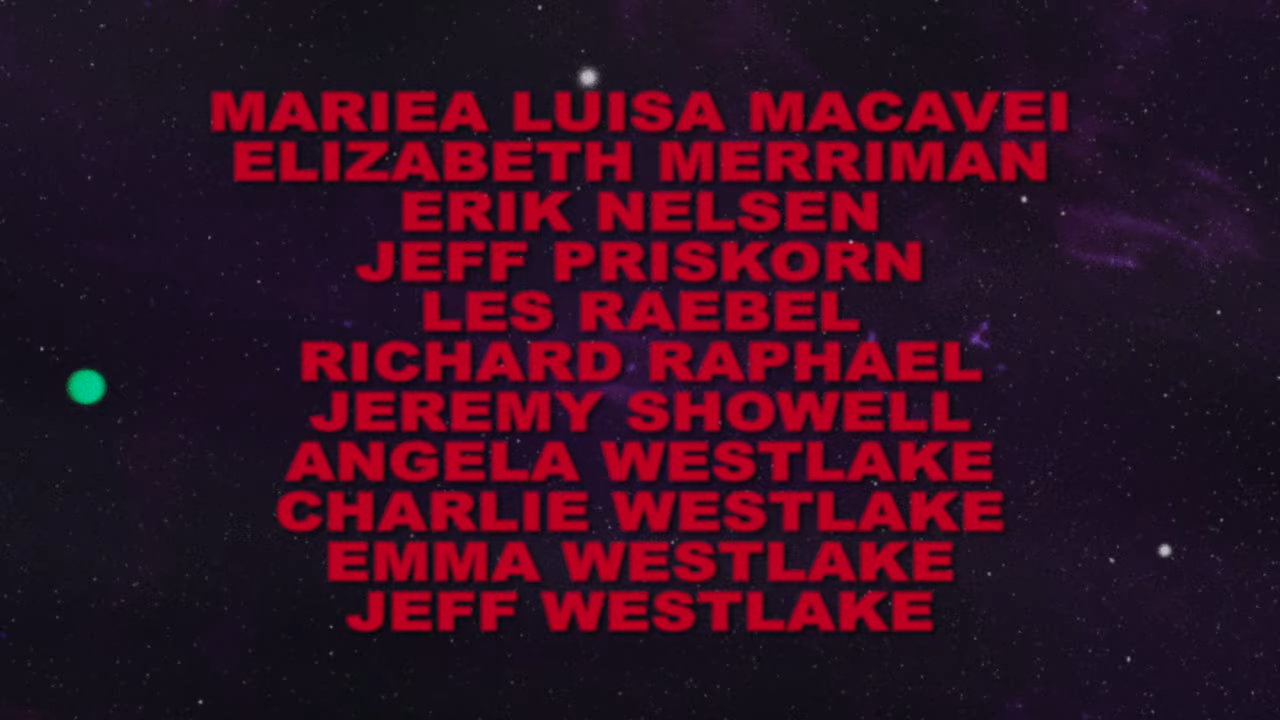 MARIEA LUISA MACAVEI
ELIZABETH MERRIMAN
ERIK NELSEN
JEFF PRISKORN
LES RAEBEL
RICHARD RAPHAEL
JEREMY SHOWELL
ANGELA WESTLAKE
CHARLIE WESTLAKE
EMMA WESTLAKE
JEFF WESTLAKE